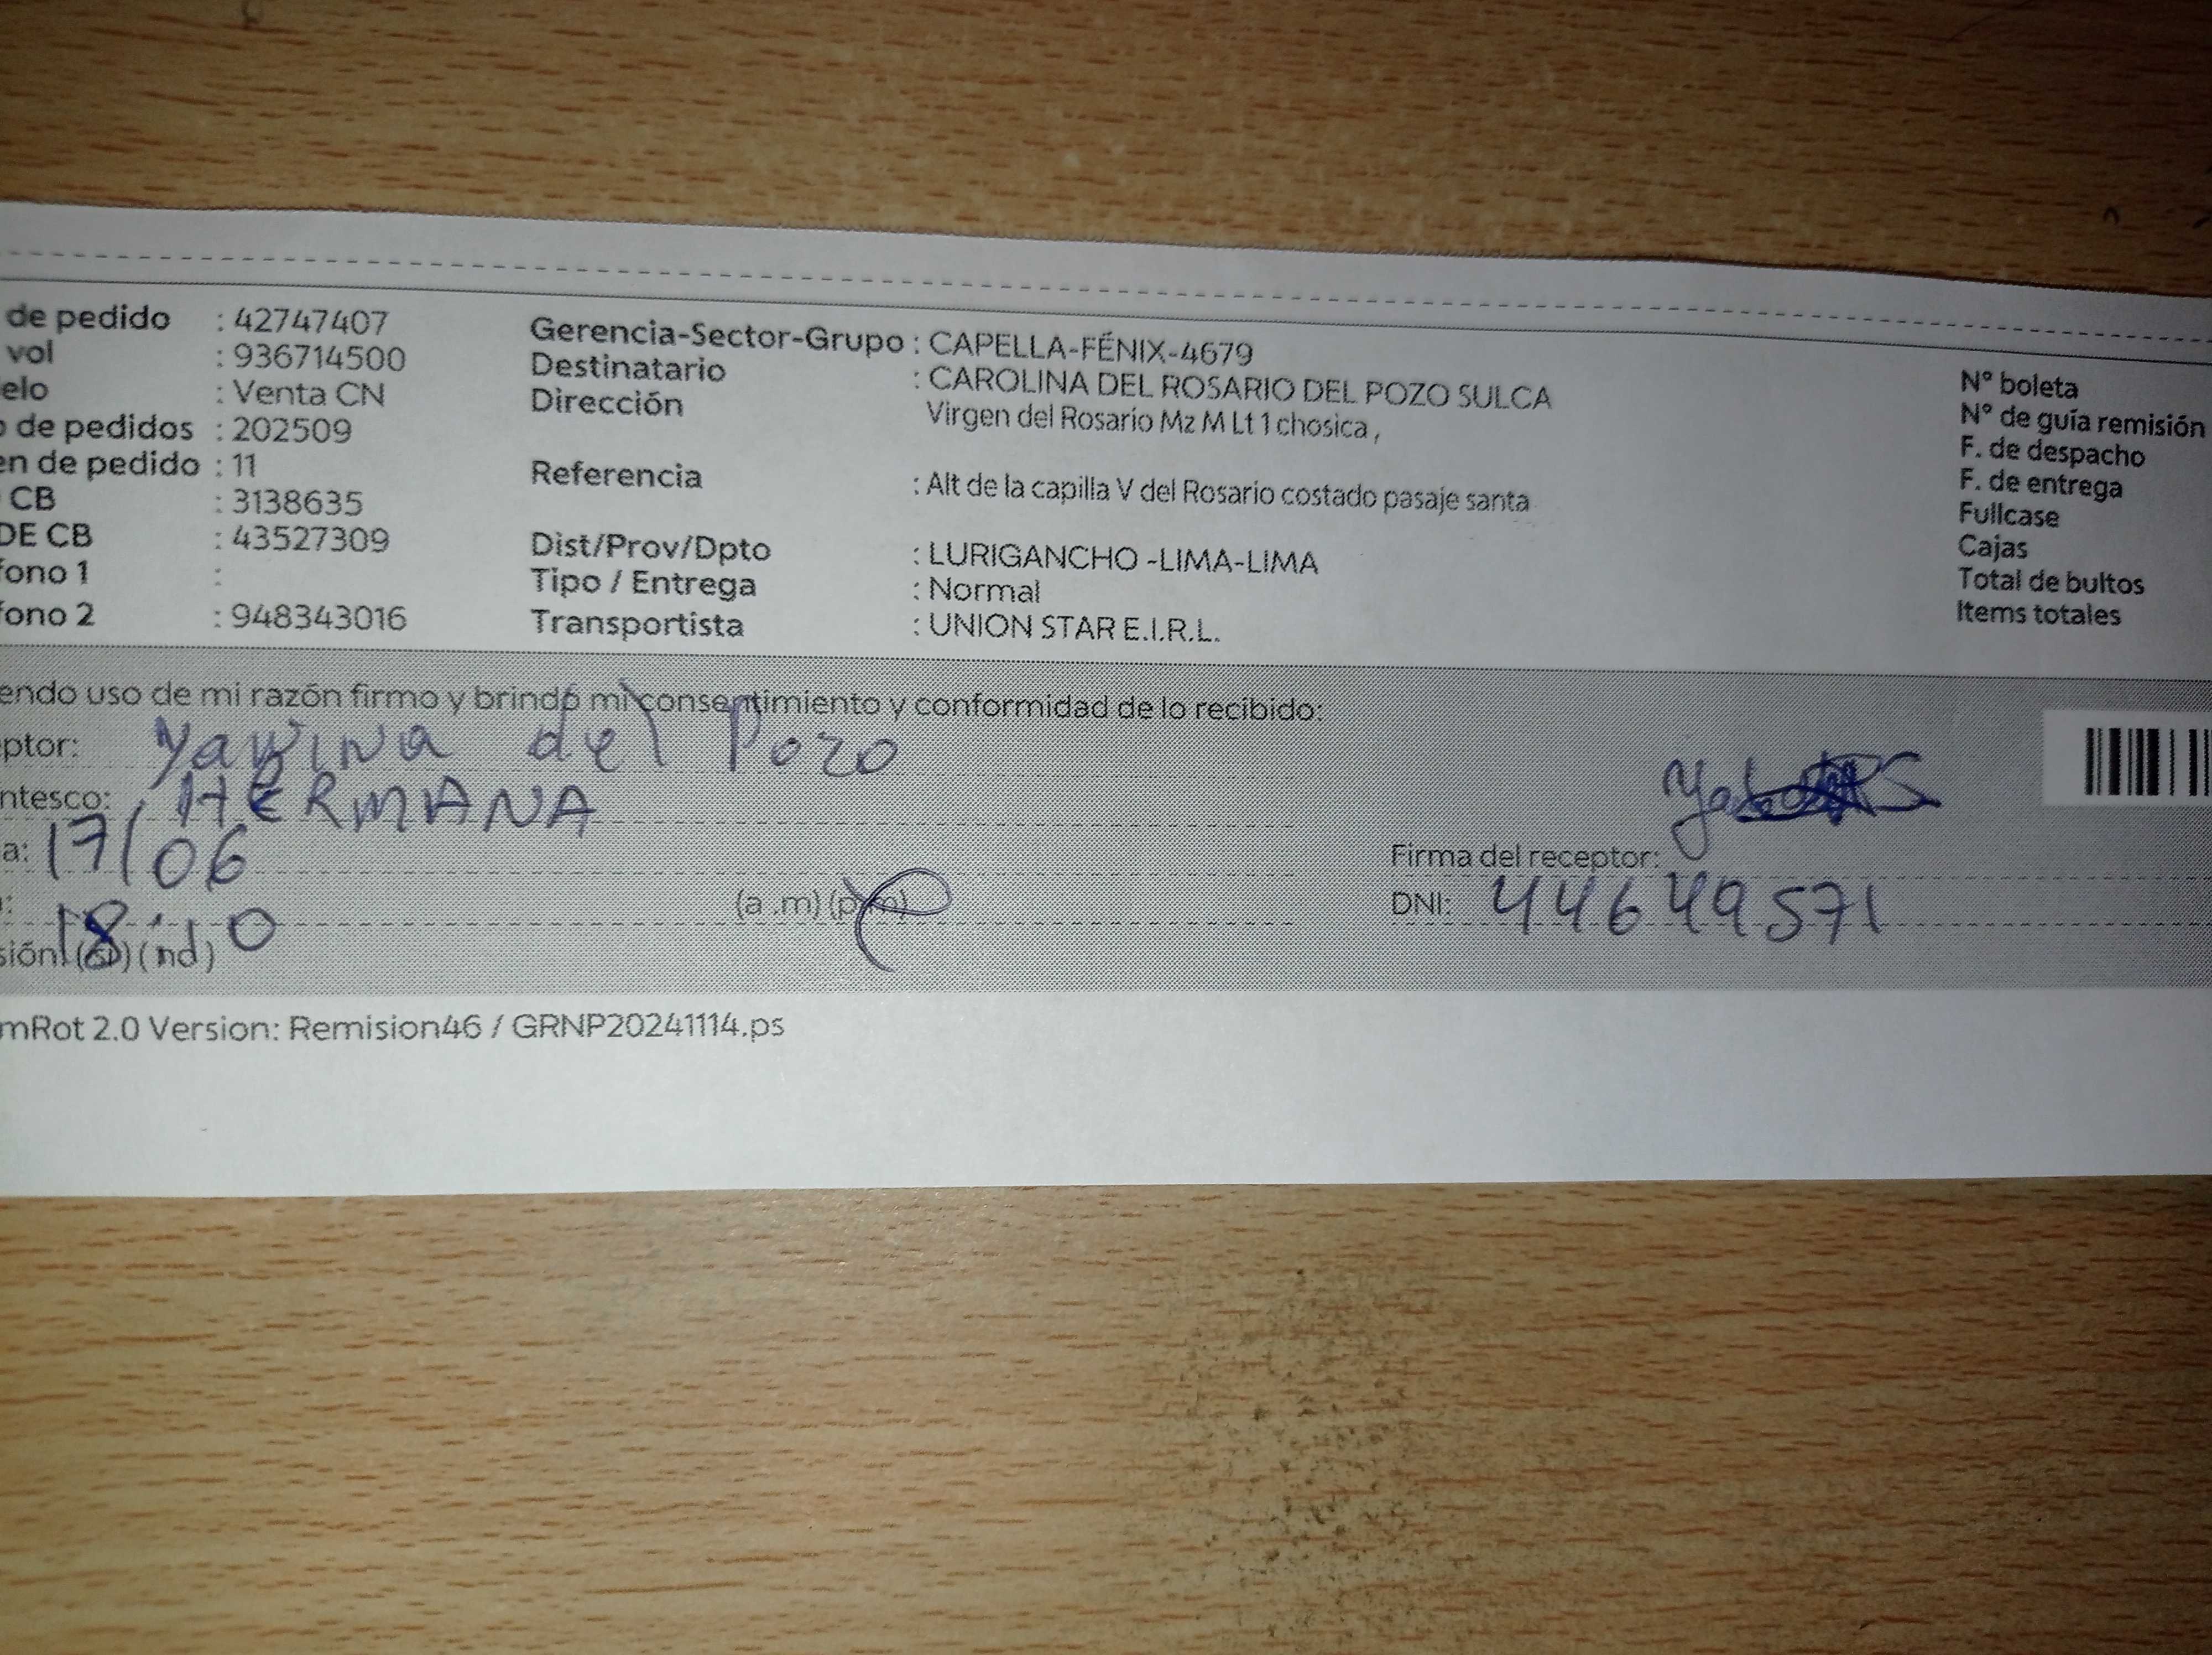 de pedido : 42747407
vol : 936714500
elo : Venta CN
o de pedidos : 202509
en de pedido : 11
CB : 3138635
DE CB : 43527309
fono 1 :
fono 2 : 948343016
Gerencia-Sector-Grupo : CAPELLA-FÉNIX-4679
Destinatario : CAROLINA DEL ROSARIO DEL POZO SULCA
Dirección Virgen del Rosario Mz M Lt 1 chosica ,
Referencia : Alt de la capilla V del Rosario costado pasaje santa
Dist/Prov/Dpto : LURIGANCHO -LIMA-LIMA
Tipo / Entrega : Normal
Transportista : UNION STAR E.I.R.L.
N° boleta
N° de guía remisión
F. de despacho
F. de entrega
Fullcase
Cajas
Total de bultos
Items totales
endo uso de mi razón firmo y brindo mi consentimiento y conformidad de lo recibido:
ptor: del Pozo
ntesco: HERMANA
a: 17/06
(a .m) (p.m)
sión (si) (no)
Firma del receptor:
DNI: 44649571
mRot 2.0 Version: Remision46 / GRNP20241114.ps